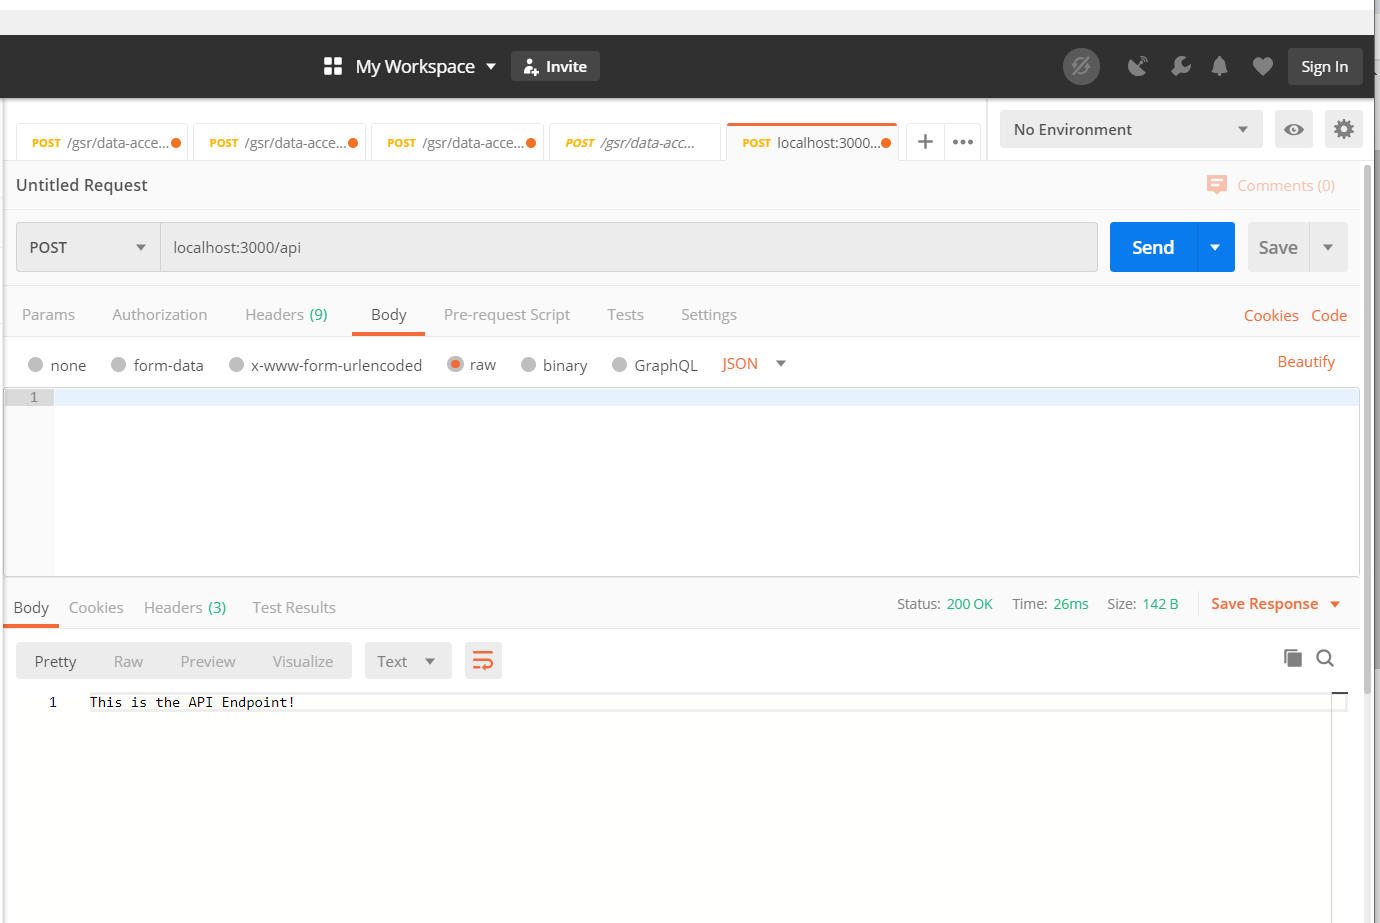 My Workspace Invite Sign In
POST /gsr/data-acce... POST /gsr/data-acce... POST /gsr/data-acce... POST /gsr/data-acc... POST localhost:3000... No Environment
Untitled Request Comments (0)
POST localhost:3000/api Send Save
Params Authorization Headers (9) Body Pre-request Script Tests Settings Cookies Code
none form-data x-www-form-urlencoded raw binary GraphQL JSON Beautify
1
Body Cookies Headers (3) Test Results Status: 200 OK Time: 26ms Size: 142 B Save Response
Pretty Raw Preview Visualize Text
1 This is the API Endpoint!